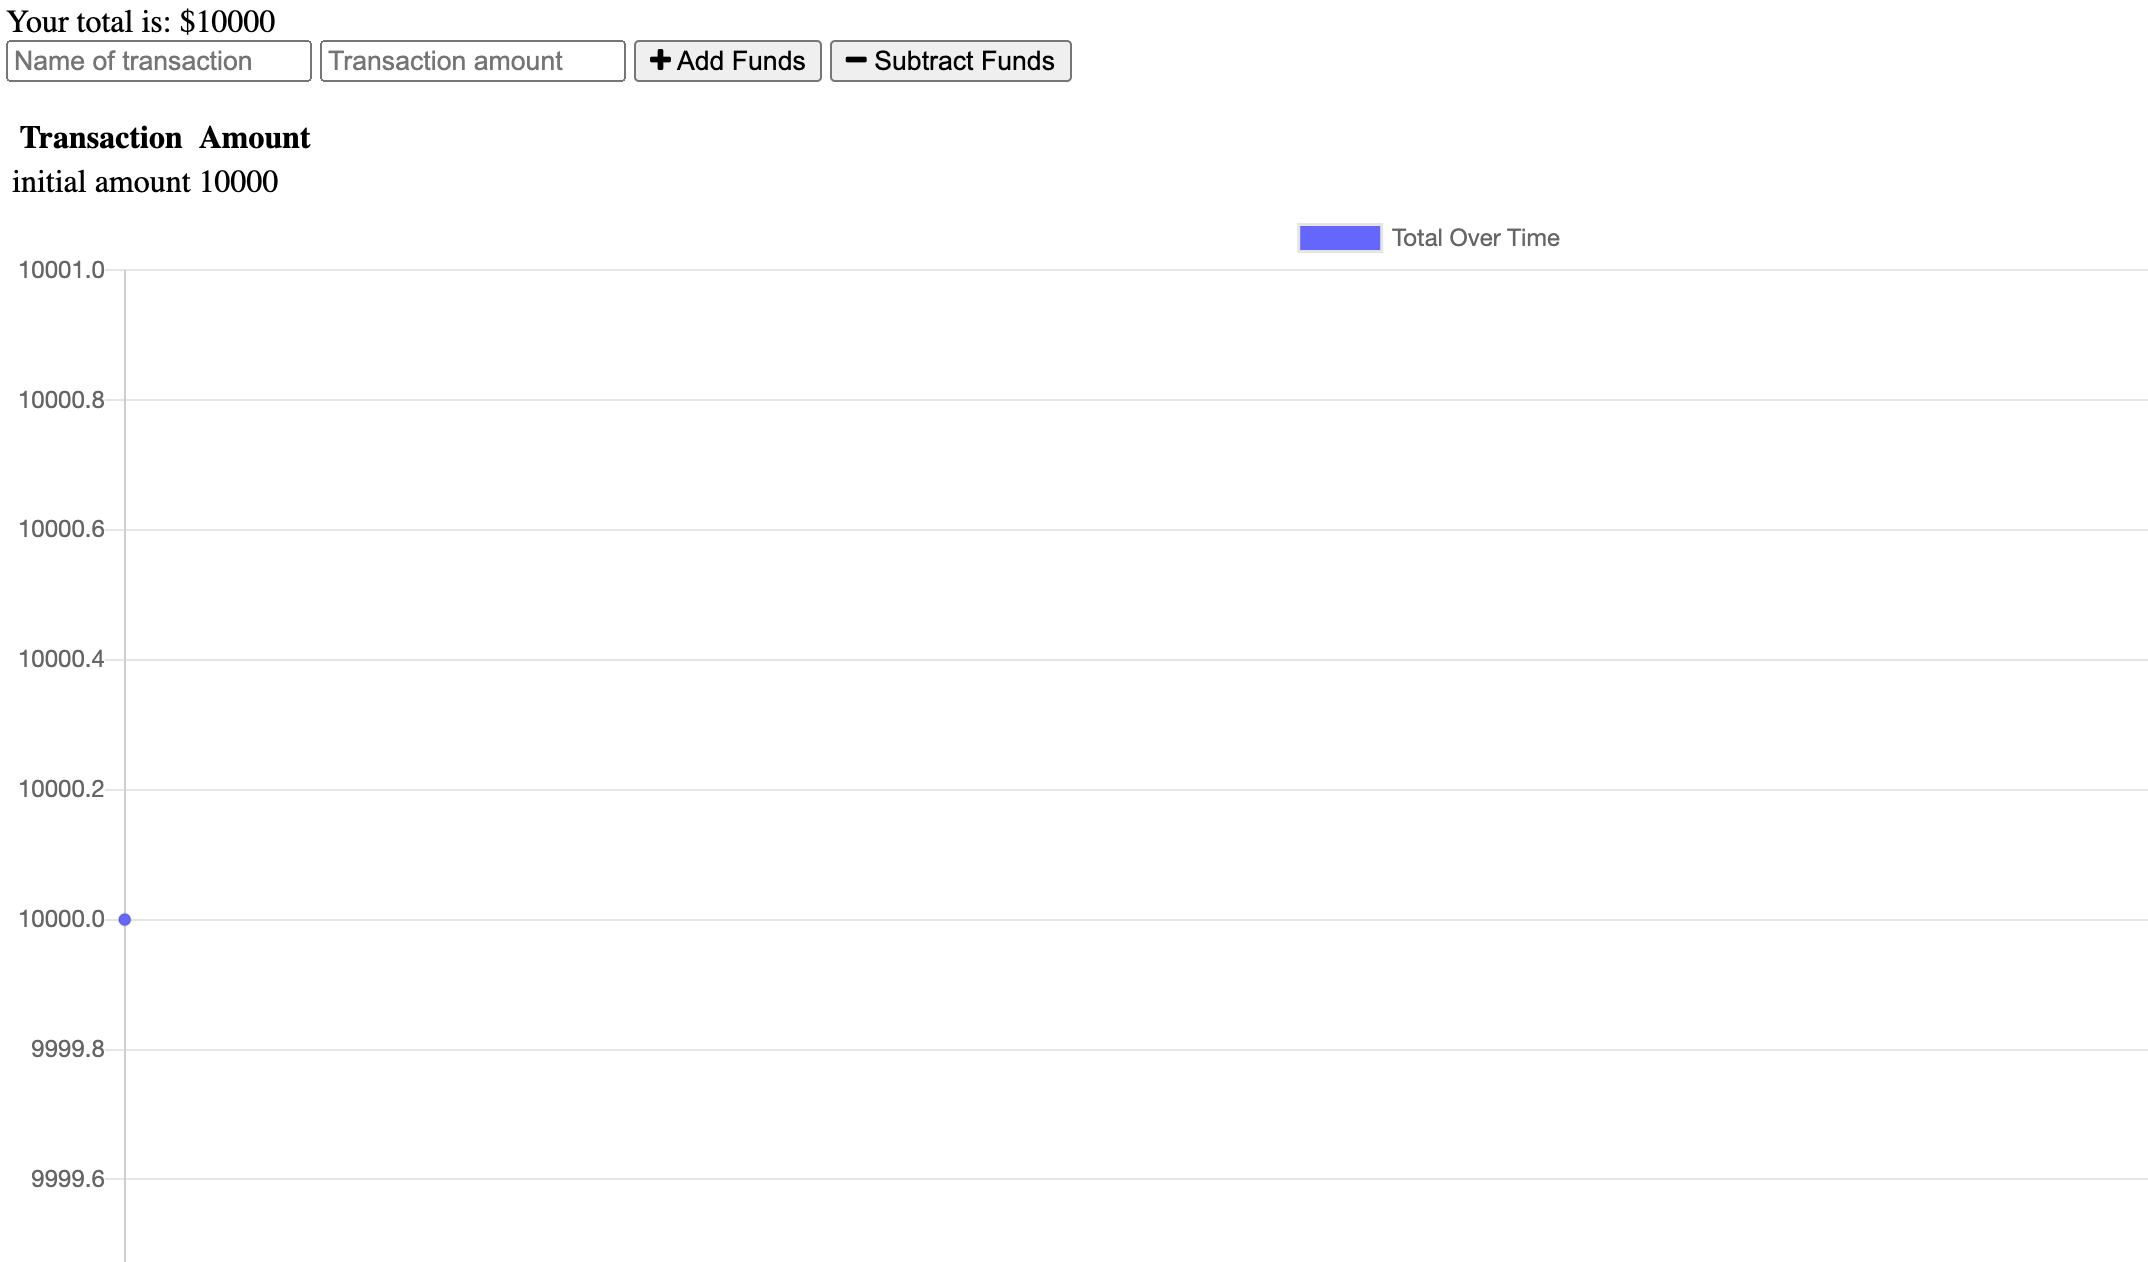 Your total is: $10000
Name of transaction Transaction amount + Add Funds − Subtract Funds
Transaction Amount
initial amount 10000
Total Over Time
10001.0
10000.8
10000.6
10000.4
10000.2
10000.0
9999.8
9999.6